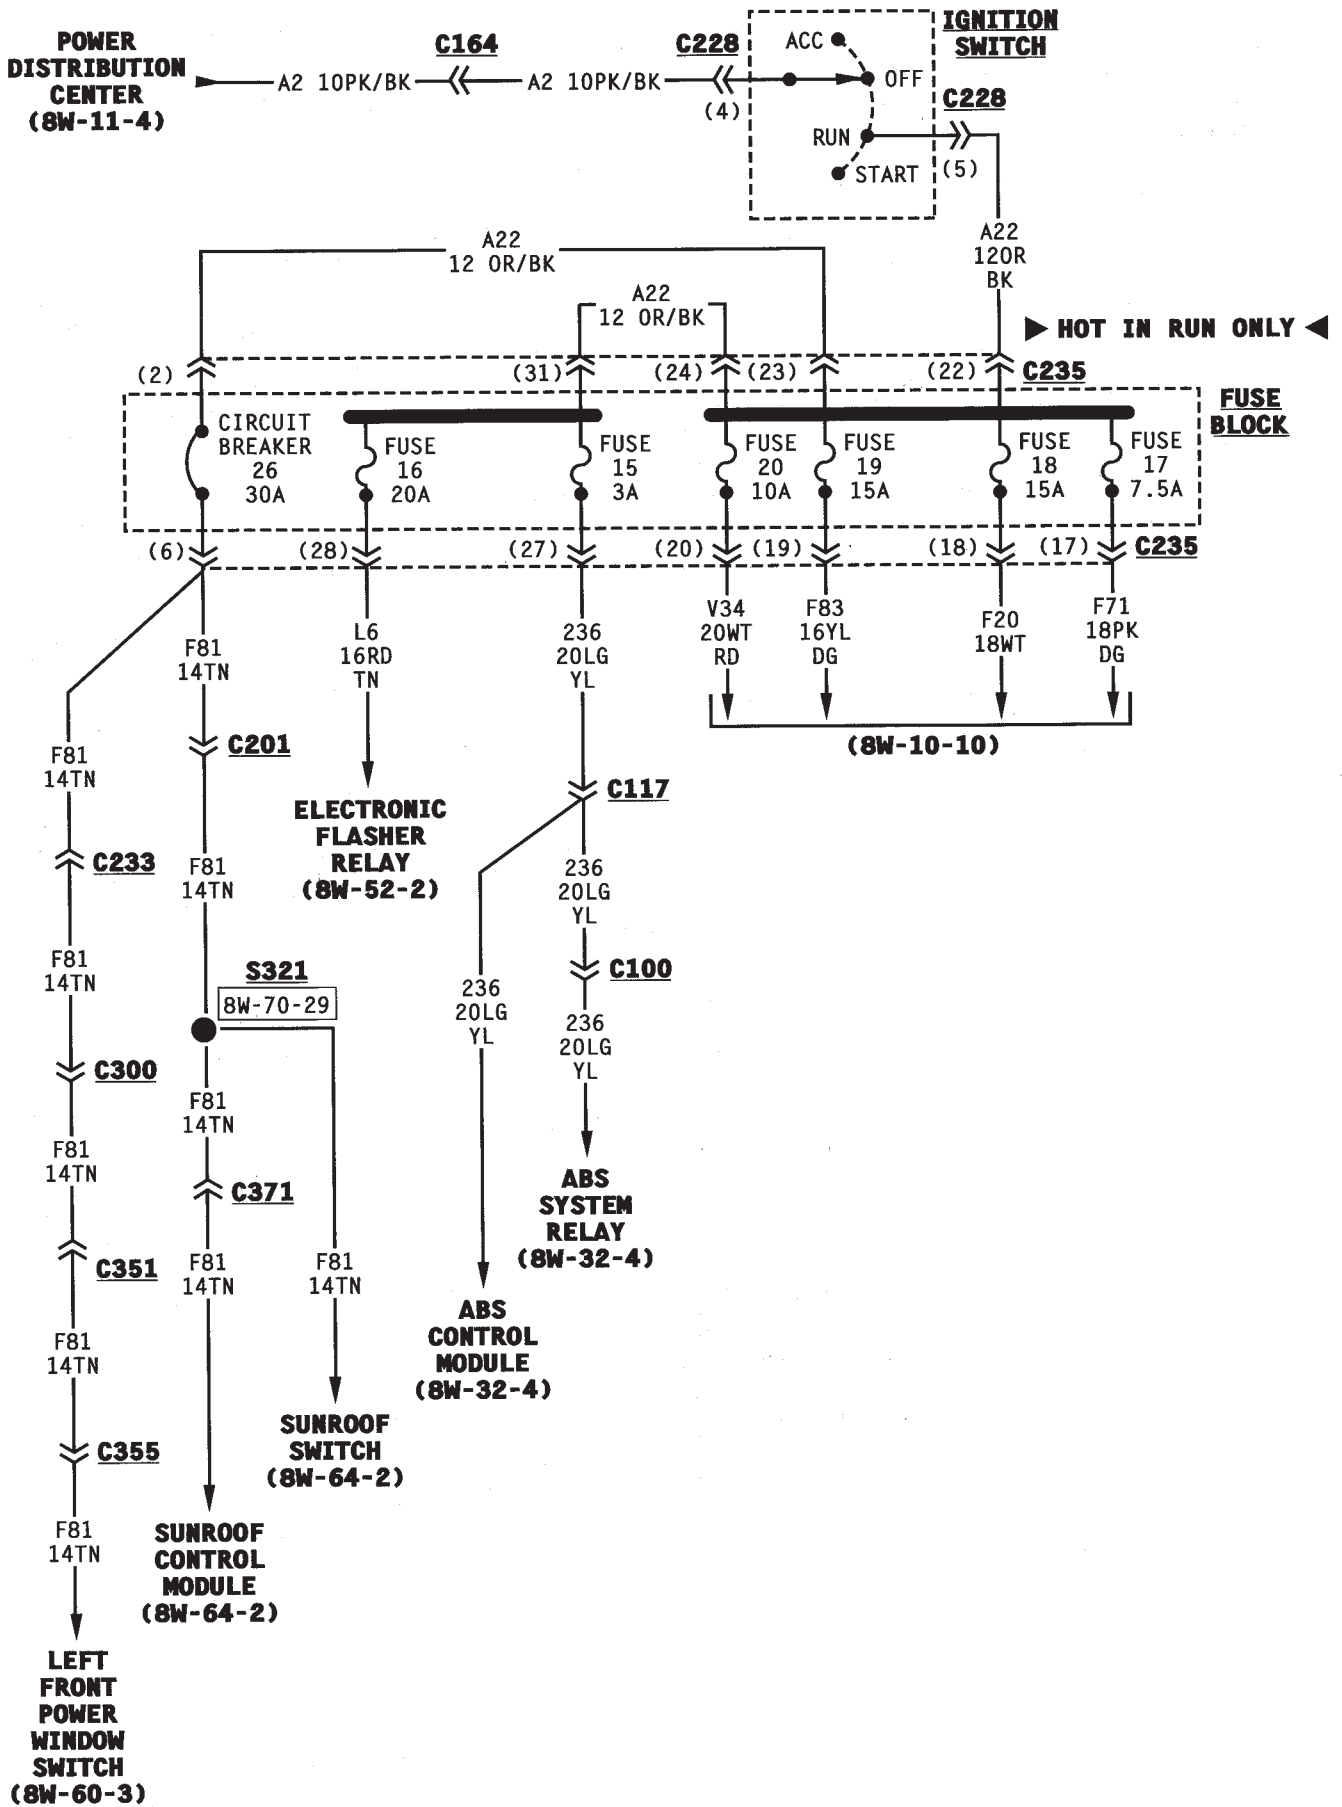 POWER
DISTRIBUTION
CENTER
(8W-11-4)
A2 10PK/BK
C164
A2 10PK/BK
C228
(4)
IGNITION
SWITCH
ACC
OFF
RUN
START
C228
(5)
A22
12OR
BK
A22
12 OR/BK
A22
12 OR/BK
HOT IN RUN ONLY
(2)
(31)
(24)
(23)
(22)
C235
FUSE
BLOCK
CIRCUIT
BREAKER
26
30A
FUSE
16
20A
FUSE
15
3A
FUSE
20
10A
FUSE
19
15A
FUSE
18
15A
FUSE
17
7.5A
(6)
(28)
(27)
(20)
(19)
(18)
(17)
C235
F81
14TN
L6
16RD
TN
236
20LG
YL
V34
20WT
RD
F83
16YL
DG
F20
18WT
F71
18PK
DG
(8W-10-10)
F81
14TN
C201
ELECTRONIC
FLASHER
RELAY
(8W-52-2)
C117
C233
F81
14TN
236
20LG
YL
F81
14TN
S321
8W-70-29
C100
236
20LG
YL
236
20LG
YL
C300
F81
14TN
F81
14TN
C371
ABS
SYSTEM
RELAY
(8W-32-4)
C351
F81
14TN
F81
14TN
ABS
CONTROL
MODULE
(8W-32-4)
F81
14TN
SUNROOF
SWITCH
(8W-64-2)
C355
F81
14TN
SUNROOF
CONTROL
MODULE
(8W-64-2)
LEFT
FRONT
POWER
WINDOW
SWITCH
(8W-60-3)